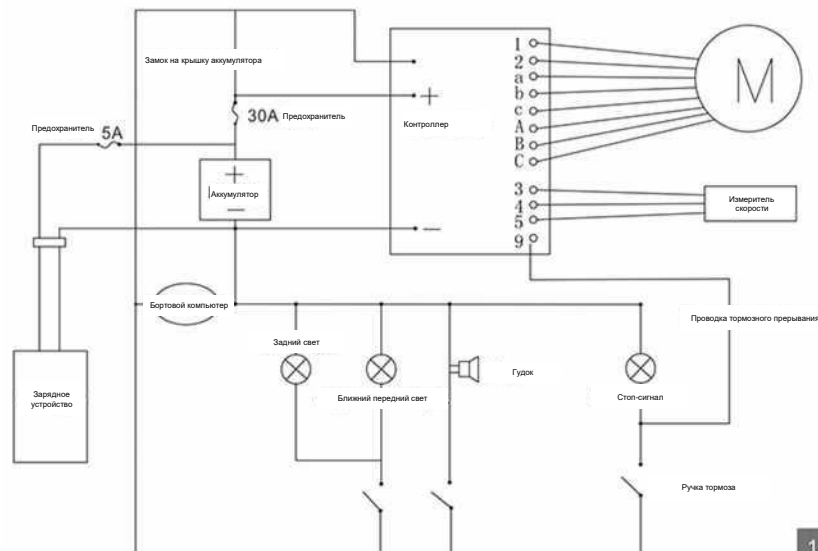 Замок на крышку аккумулятора
Предохранитель
5A
30A
Предохранитель
Контроллер
+
−
+
Аккумулятор
−
1
2
a
b
c
A
B
C
3
4
5
9
M
Измеритель
скорости
Бортовой компьютер
Проводка тормозного прерывания
Задний свет
Ближний передний свет
Гудок
Стоп-сигнал
Зарядное
устройство
Ручка тормоза
1